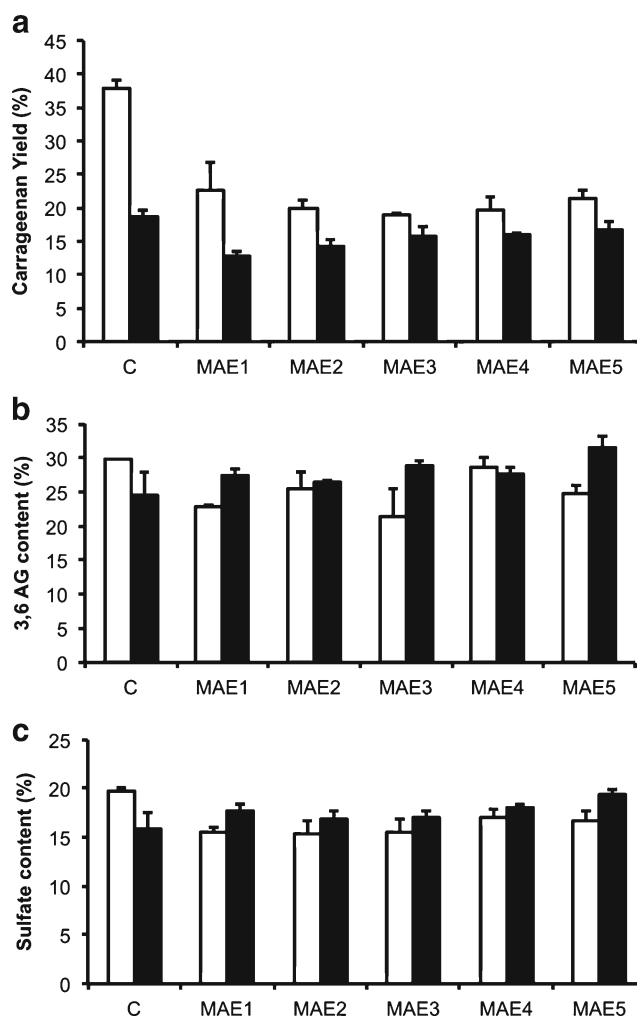 a
Carrageenan Yield (%)
45
40
35
30
25
20
15
10
5
0
C MAE1 MAE2 MAE3 MAE4 MAE5
b
3,6 AG content (%)
35
30
25
20
15
10
5
0
C MAE1 MAE2 MAE3 MAE4 MAE5
c
Sulfate content (%)
25
20
15
10
5
0
C MAE1 MAE2 MAE3 MAE4 MAE5